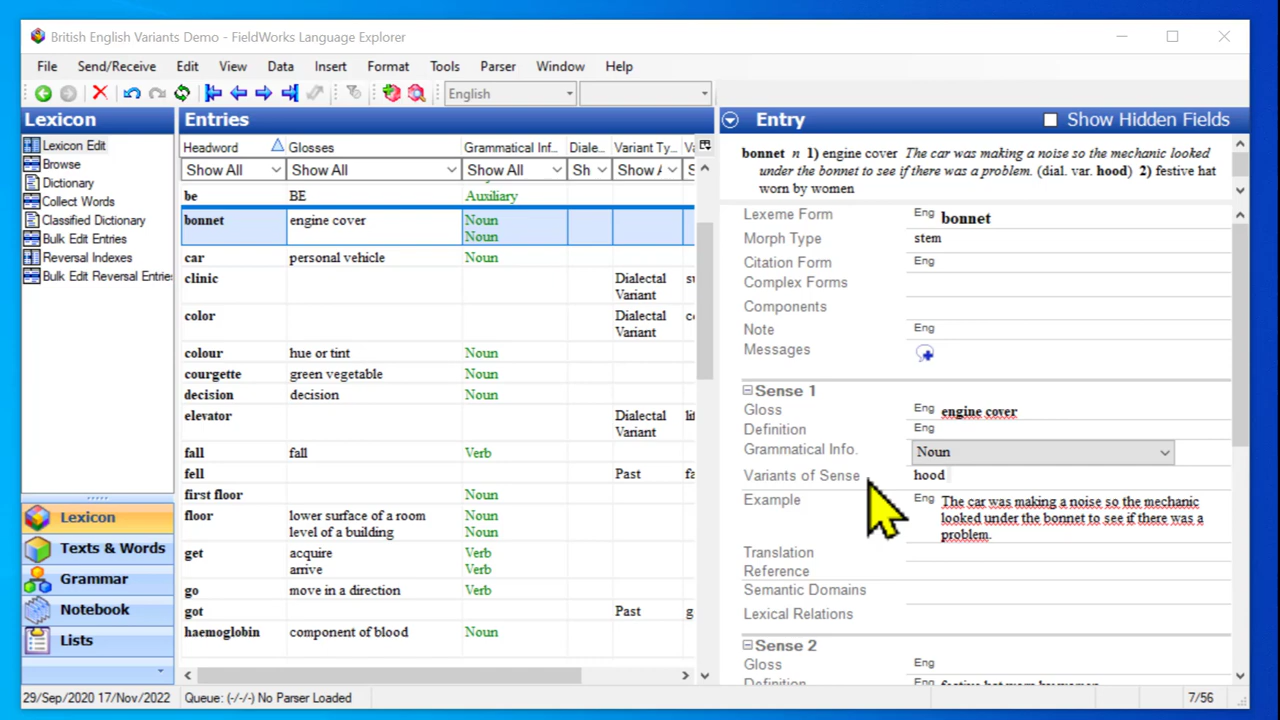 British English Variants Demo - FieldWorks Language Explorer
File Send/Receive Edit View Data Insert Format Tools Parser Window Help
English
Lexicon
Lexicon Edit
Browse
Dictionary
Collect Words
Classified Dictionary
Bulk Edit Entries
Reversal Indexes
Bulk Edit Reversal Entrie
Lexicon
Texts & Words
Grammar
Notebook
Lists
Entries
Headword Glosses Grammatical Inf... Diale... Variant Ty... Va
Show All Show All Show All Sh Show A
be BE Auxiliary
bonnet engine cover Noun
Noun
car personal vehicle Noun
clinic Dialectal
Variant
color Dialectal
Variant
colour hue or tint Noun
courgette green vegetable Noun
decision decision Noun
elevator Dialectal lif
Variant
fall fall Verb
fell Past fa
first floor Noun
floor lower surface of a room Noun
level of a building Noun
get acquire Verb
arrive Verb
go move in a direction Verb
got Past g
haemoglobin component of blood Noun
Entry Show Hidden Fields
bonnet n 1) engine cover The car was making a noise so the mechanic looked
under the bonnet to see if there was a problem. (dial. var. hood) 2) festive hat
worn by women
Lexeme Form Eng bonnet
Morph Type stem
Citation Form Eng
Complex Forms
Components
Note Eng
Messages
Sense 1
Gloss Eng engine cover
Definition Eng
Grammatical Info. Noun
Variants of Sense hood
Example Eng The car was making a noise so the mechanic
looked under the bonnet to see if there was a
problem.
Translation
Reference
Semantic Domains
Lexical Relations
Sense 2
Gloss Eng
Definition Eng festive hat worn by women
29/Sep/2020 17/Nov/2022 Queue: (-/-/-) No Parser Loaded 7/56